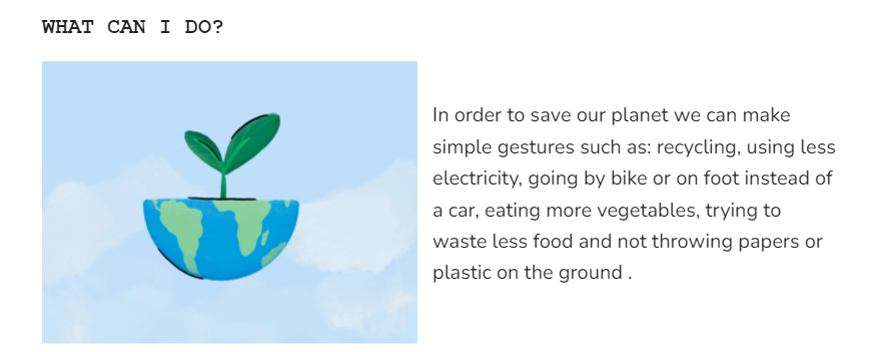 WHAT CAN I DO?
In order to save our planet we can make
simple gestures such as: recycling, using less
electricity, going by bike or on foot instead of
a car, eating more vegetables, trying to
waste less food and not throwing papers or
plastic on the ground .